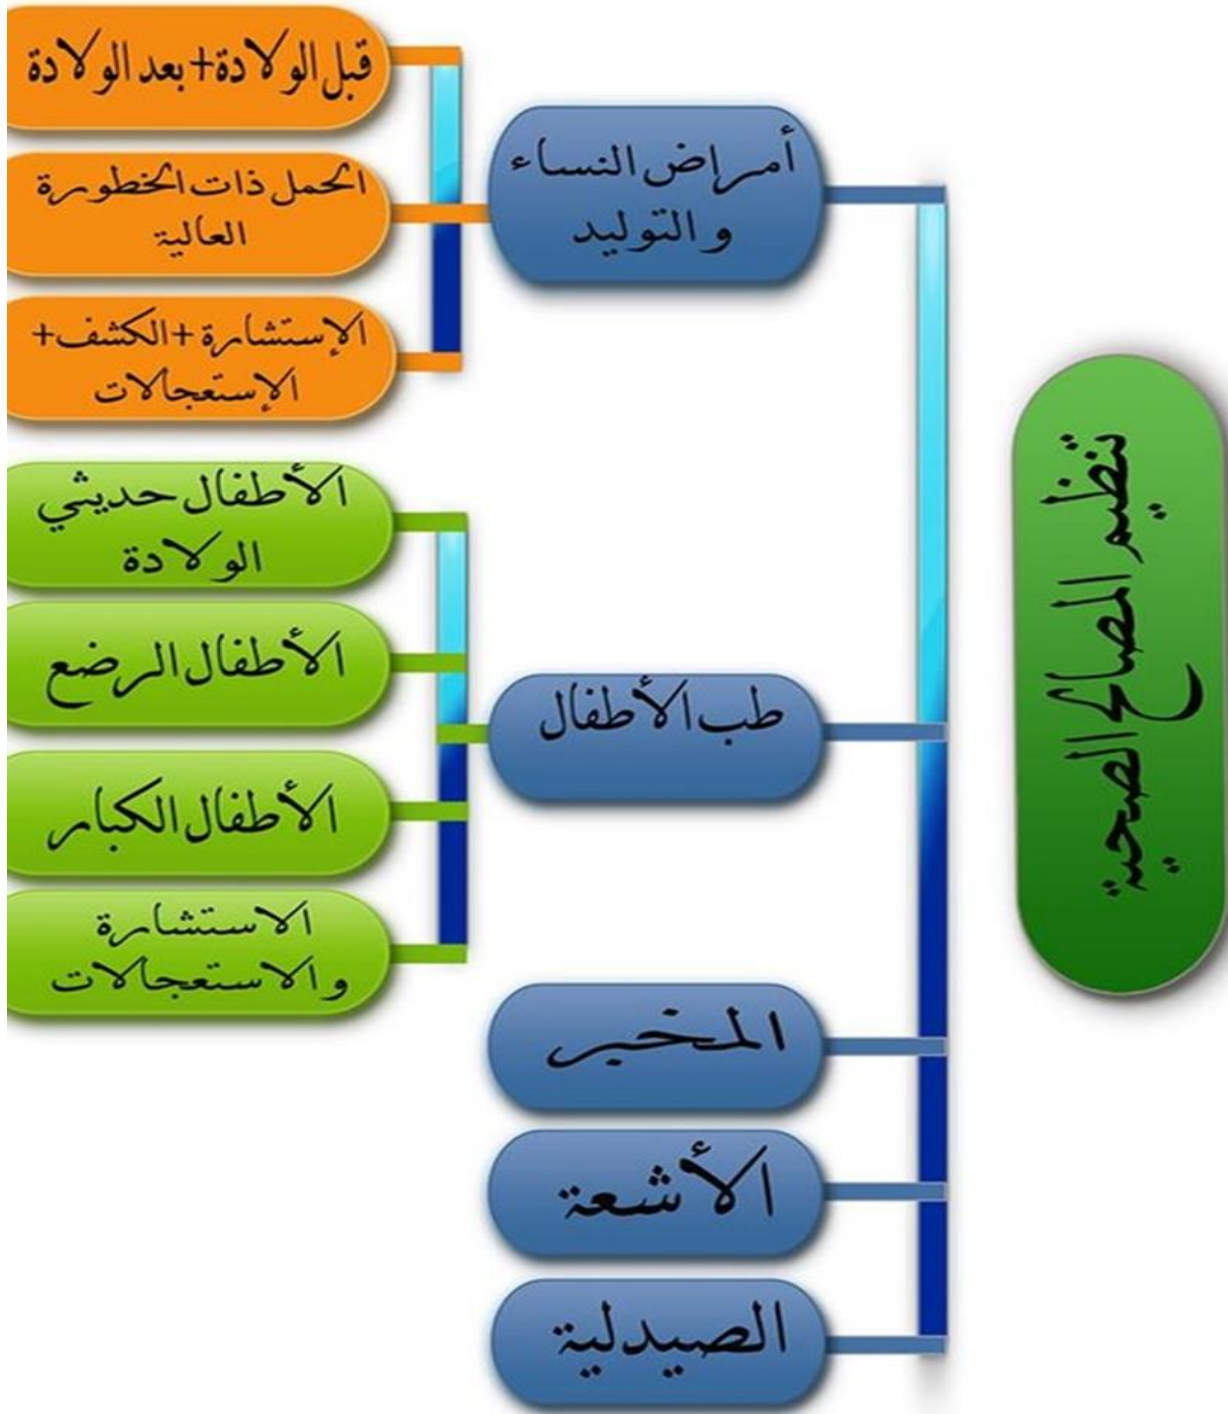 تنظيم المصالح الصحية
أمراض النساء
و التوليد
قبل الولادة+بعد الولادة
الحمل ذات الخطورة
العالية
الإستشارة+الكشف+
الإستعجالات
طب الأطفال
الأطفال حديثي
الولادة
الأطفال الرضع
الأطفال الكبار
الاستشارة
والاستعجالات
المخبر
الأشعة
الصيدلية